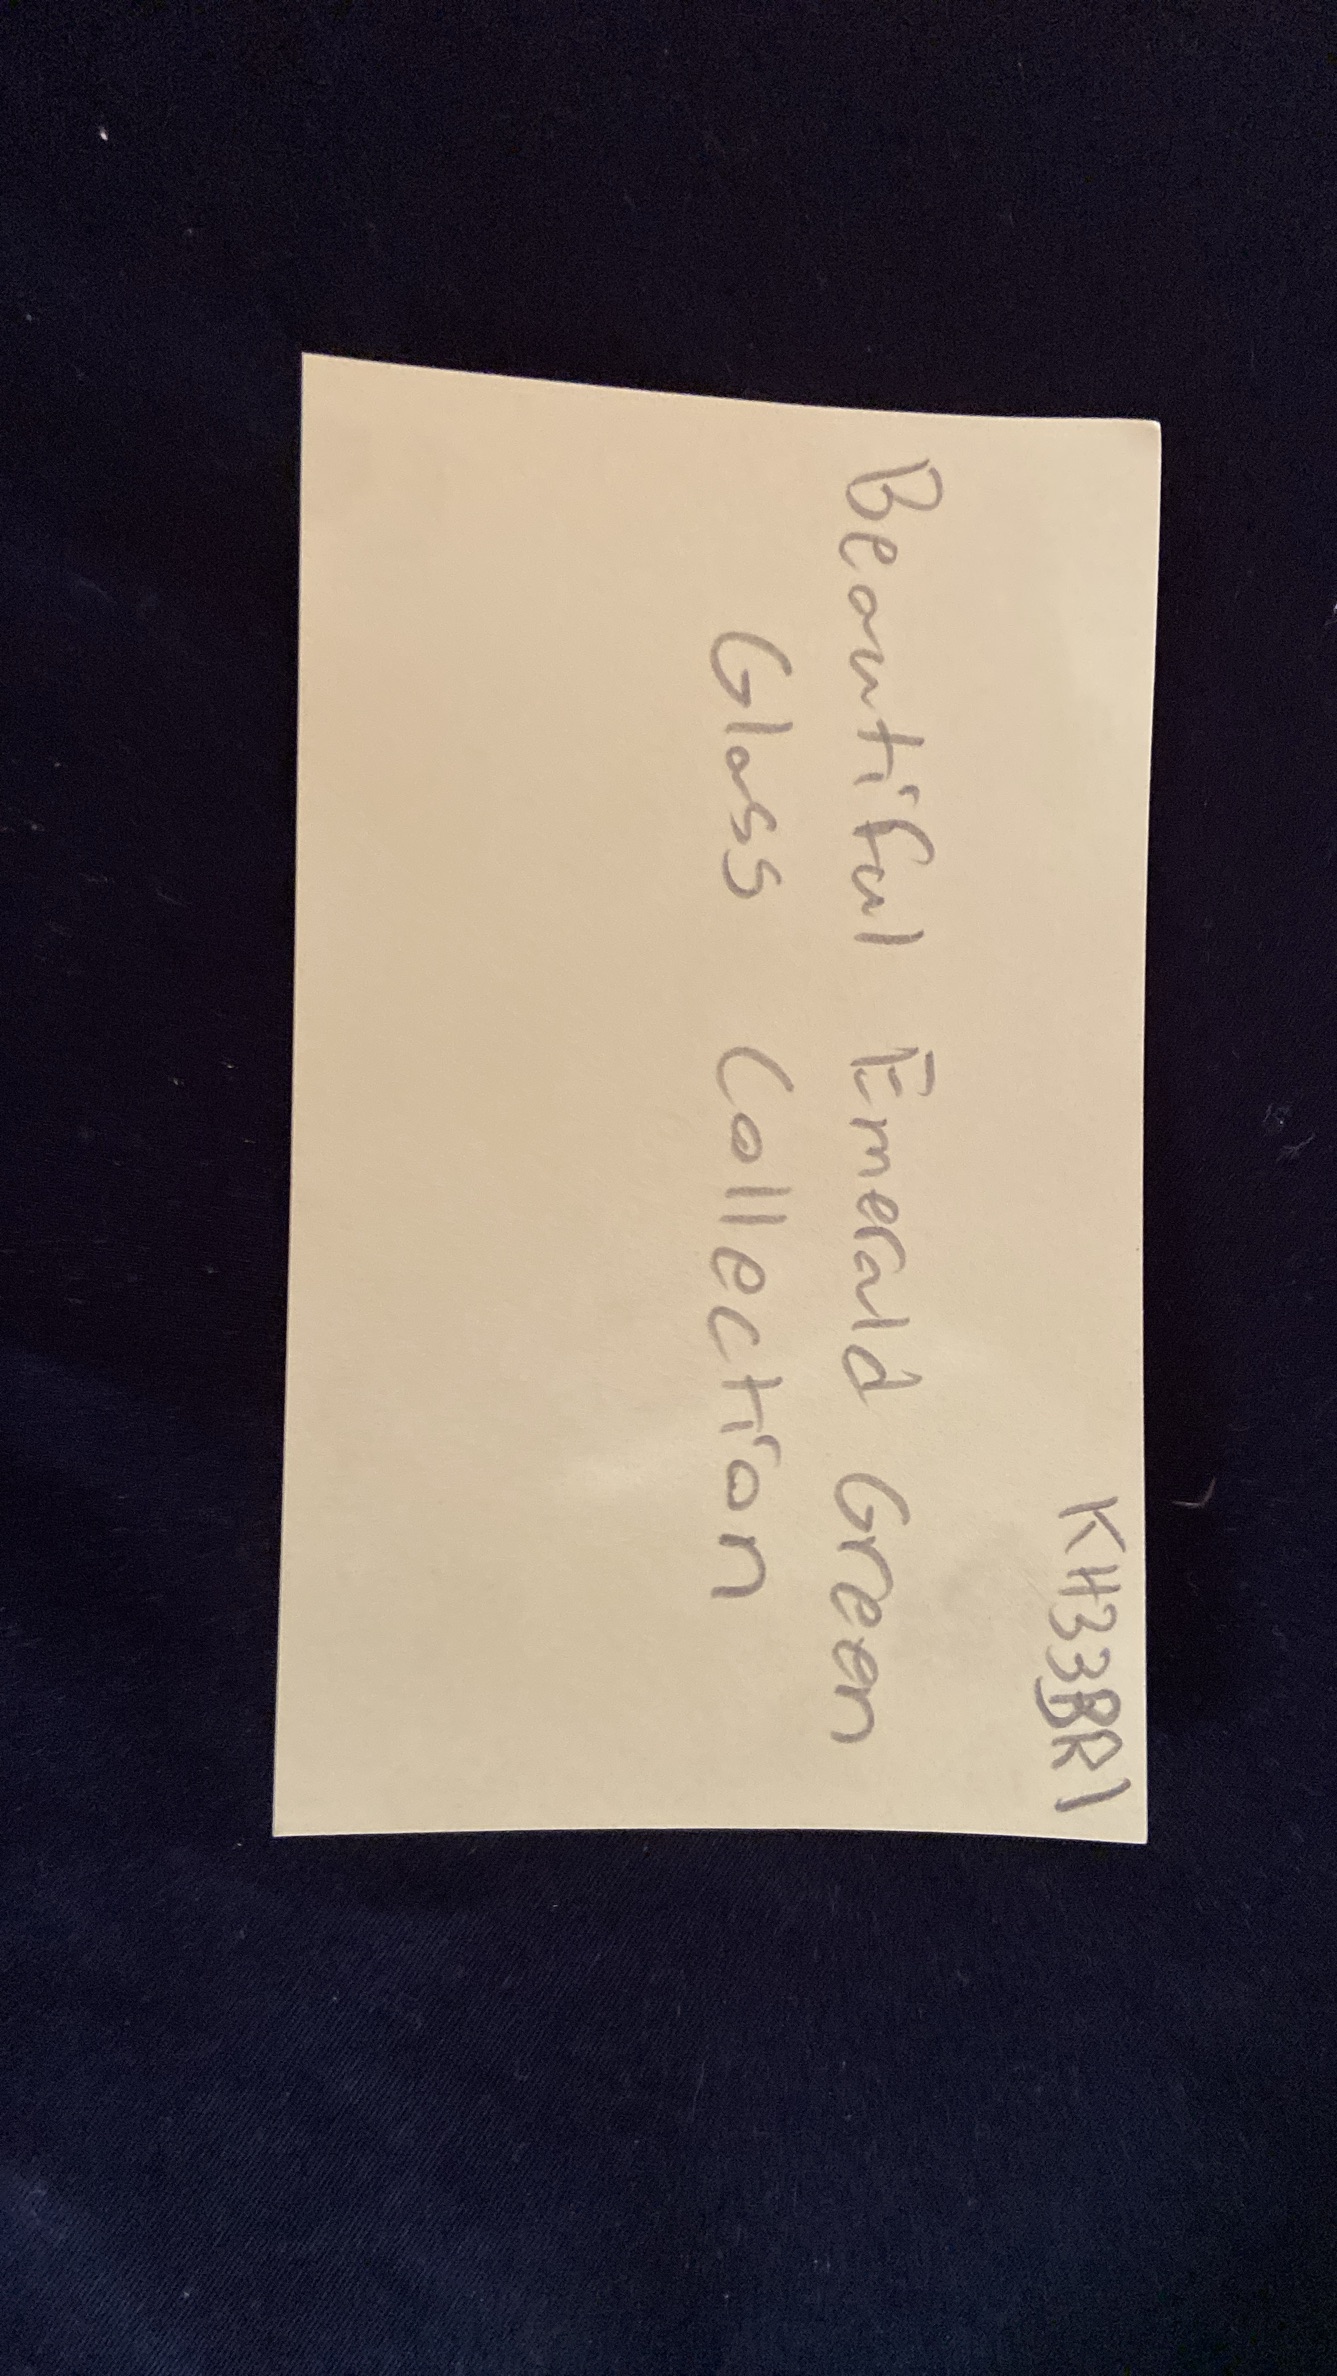 KH33BR1
Beautiful Emerald Green
Glass Collection